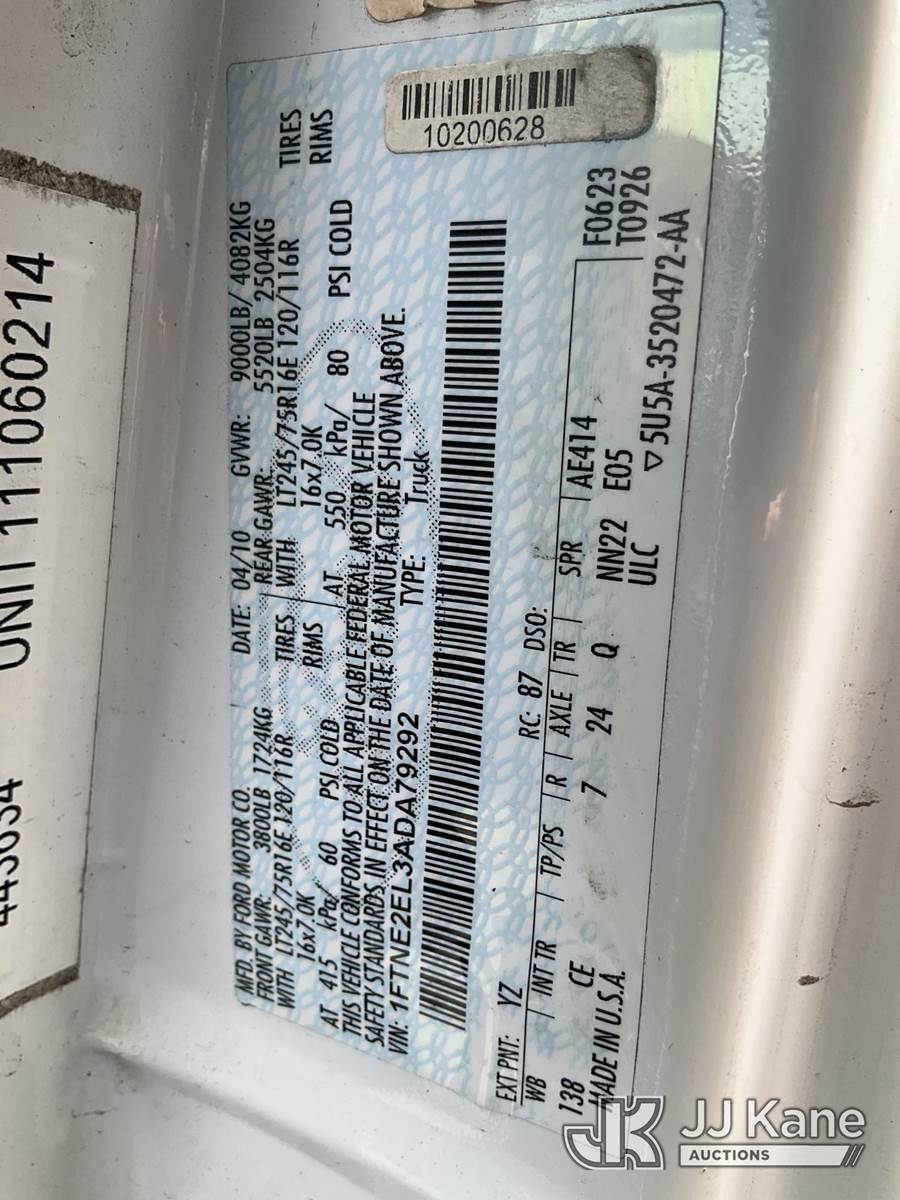 UNIT 111060214
10200628
MFD. BY FORD MOTOR CO. DATE: 04/10 GVWR: 9000LB/ 4082KG
FRONT GAWR: 3800LB 1724KG REAR GAWR: 5520LB 2504KG
WITH LT245/75R16E 120/116R TIRES WITH LT245/75R16E 120/116R TIRES
16x7.0K RIMS 16x7.0K RIMS
AT 415 kPa/ 60 PSI COLD AT 550 kPa/ 80 PSI COLD
THIS VEHICLE CONFORMS TO ALL APPLICABLE FEDERAL MOTOR VEHICLE
SAFETY STANDARDS IN EFFECT ON THE DATE OF MANUFACTURE SHOWN ABOVE.
VIN: 1FTNE2EL3ADA79292 TYPE: Truck
EXT PNT: YZ RC: 87 DSO: F0623
WB INT TR TP/PS R AXLE TR SPR AE414 T0926
138 CE 7 24 Q NN22 E05
MADE IN U.S.A. ULC ▽ 5U5A-3520472-AA
JK JJ Kane
AUCTIONS